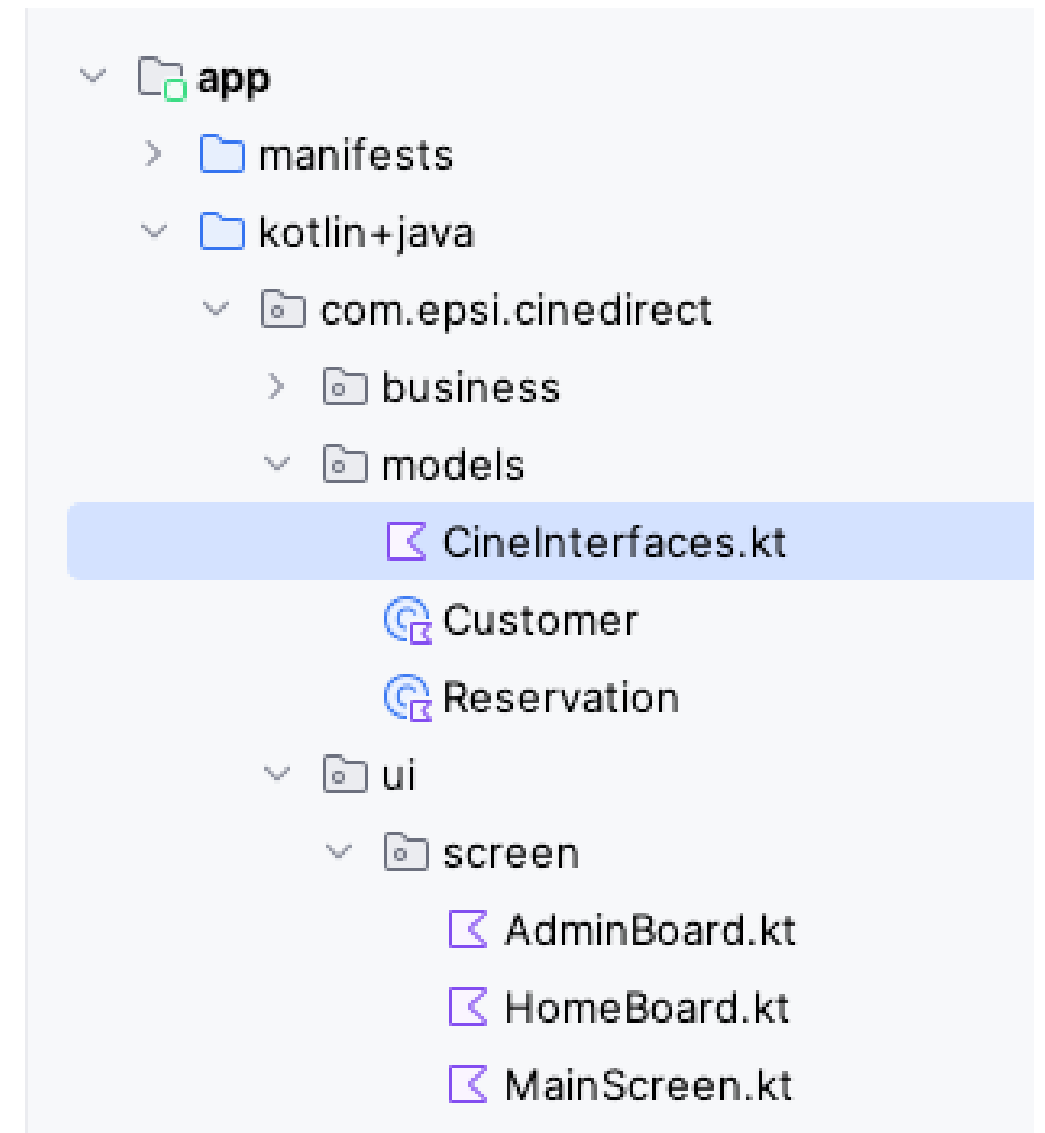 app
manifests
kotlin+java
com.epsi.cinedirect
business
models
CineInterfaces.kt
Customer
Reservation
ui
screen
AdminBoard.kt
HomeBoard.kt
MainScreen.kt